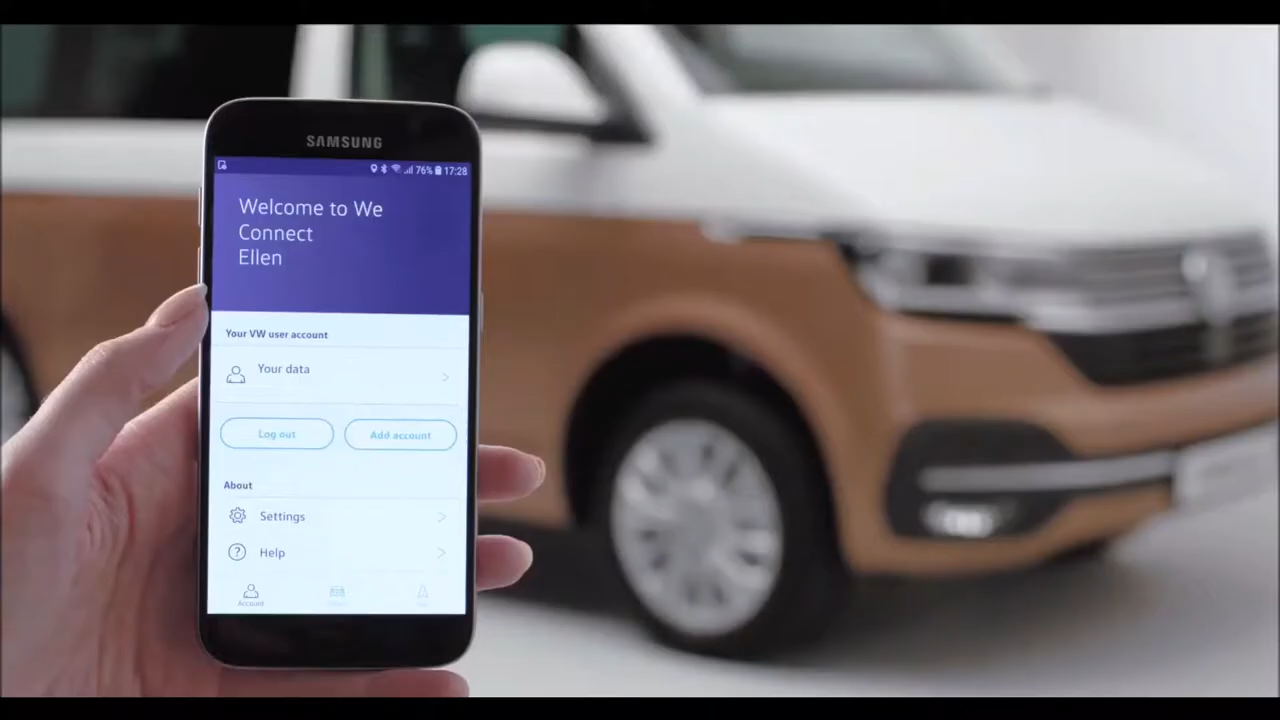 SAMSUNG
76% 17:28
Welcome to We
Connect
Ellen
Your VW user account
Your data
Log out
Add account
About
Settings
Help
Account